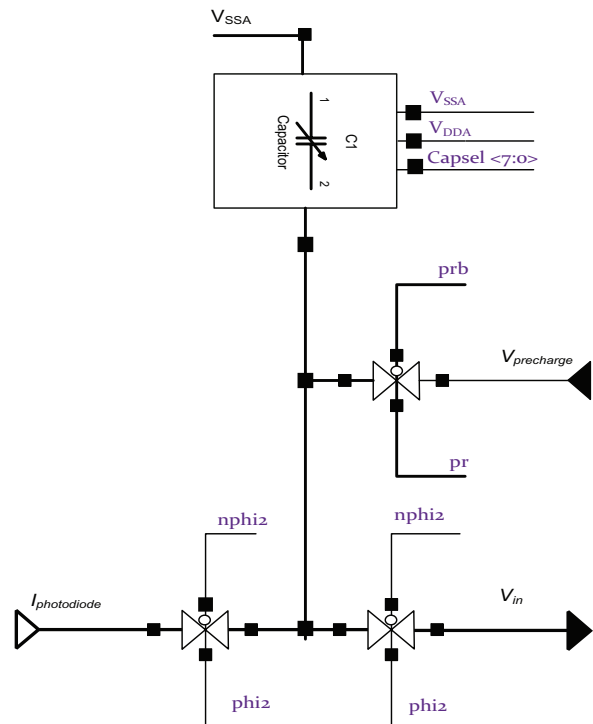 VSSA
VSSA
VDDA
Capsel <7:0>
1
C1
Capacitor
2
prb
Vprecharge
pr
nphi2
nphi2
Iphotodiode
Vin
phi2
phi2